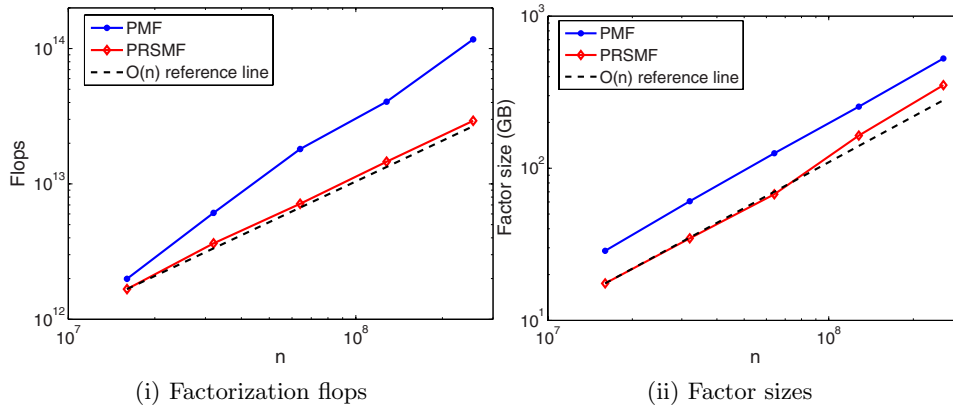 PMF
PRSMF
O(n) reference line
Flops
10^14
10^13
10^12
10^7
10^8
n
(i) Factorization flops
PMF
PRSMF
O(n) reference line
Factor size (GB)
10^3
10^2
10^1
10^7
10^8
n
(ii) Factor sizes